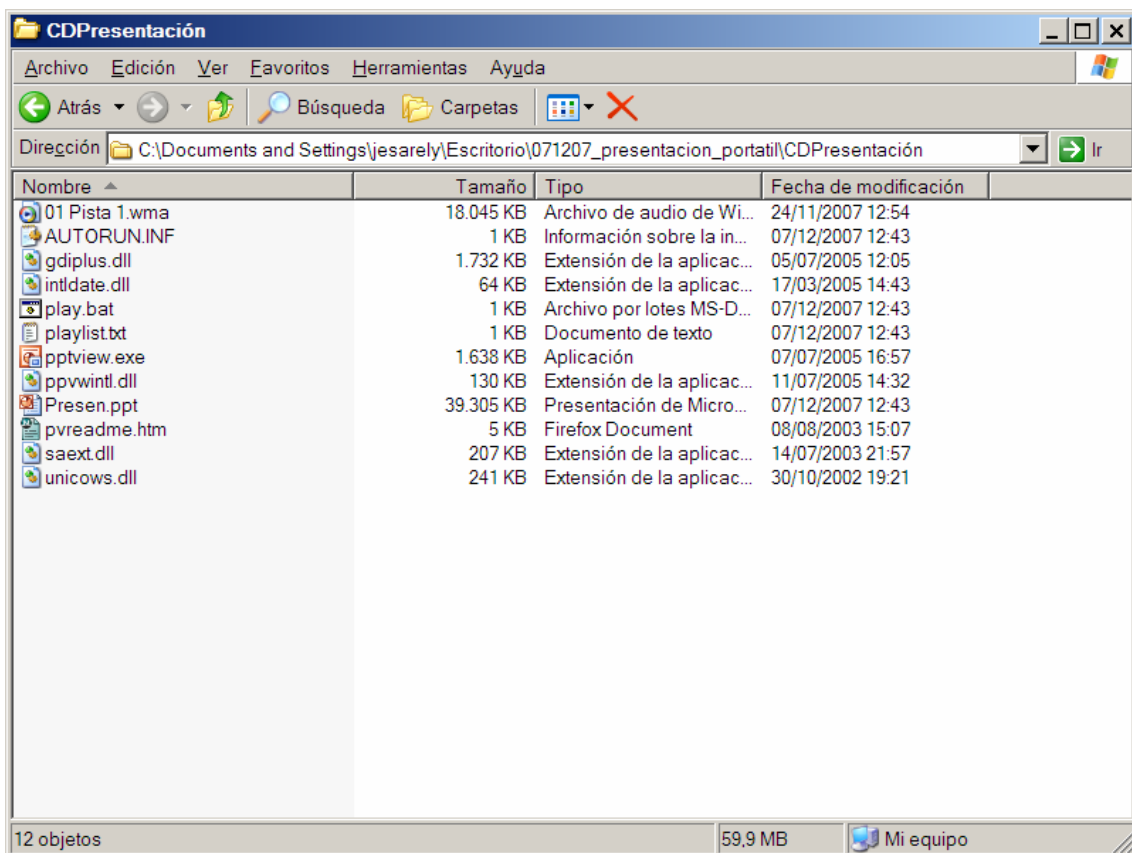 CDPresentación
Archivo Edición Ver Favoritos Herramientas Ayuda
Atrás Búsqueda Carpetas
Dirección C:\Documents and Settings\jesarely\Escritorio\071207_presentacion_portatil\CDPresentación Ir
Nombre Tamaño Tipo Fecha de modificación
01 Pista 1.wma 18.045 KB Archivo de audio de Wi... 24/11/2007 12:54
AUTORUN.INF 1 KB Información sobre la in... 07/12/2007 12:43
gdiplus.dll 1.732 KB Extensión de la aplicac... 05/07/2005 12:05
intldate.dll 64 KB Extensión de la aplicac... 17/03/2005 14:43
play.bat 1 KB Archivo por lotes MS-D... 07/12/2007 12:43
playlist.txt 1 KB Documento de texto 07/12/2007 12:43
pptview.exe 1.638 KB Aplicación 07/07/2005 16:57
ppvwintl.dll 130 KB Extensión de la aplicac... 11/07/2005 14:32
Presen.ppt 39.305 KB Presentación de Micro... 07/12/2007 12:43
pvreadme.htm 5 KB Firefox Document 08/08/2003 15:07
saext.dll 207 KB Extensión de la aplicac... 14/07/2003 21:57
unicows.dll 241 KB Extensión de la aplicac... 30/10/2002 19:21
12 objetos 59,9 MB Mi equipo